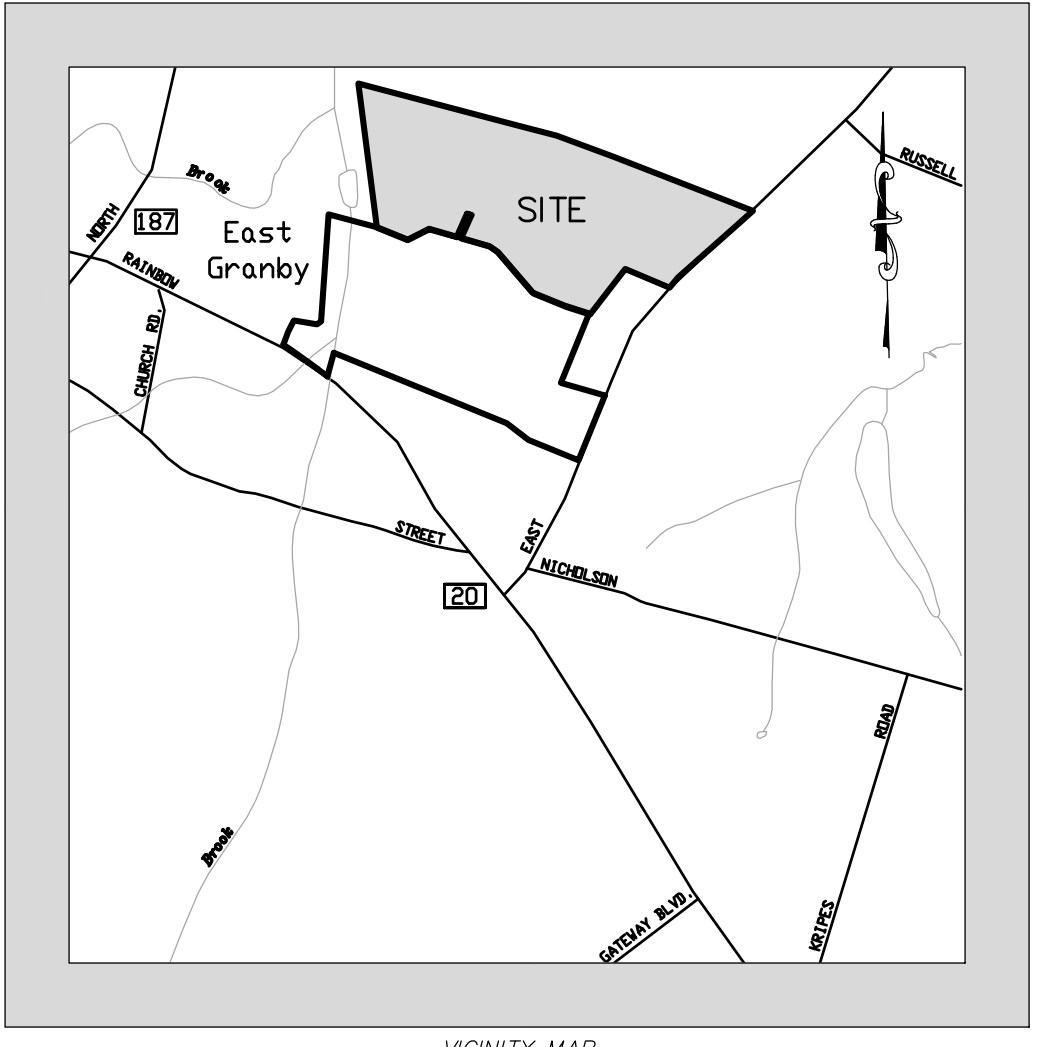 RUSSELL
Brook
NORTH
187
SITE
East
Granby
RAINBOW
CHURCH RD.
STREET
EAST
NICHOLSON
20
ROAD
Brook
GATEWAY BLVD.
KRIPES
VICINITY MAP